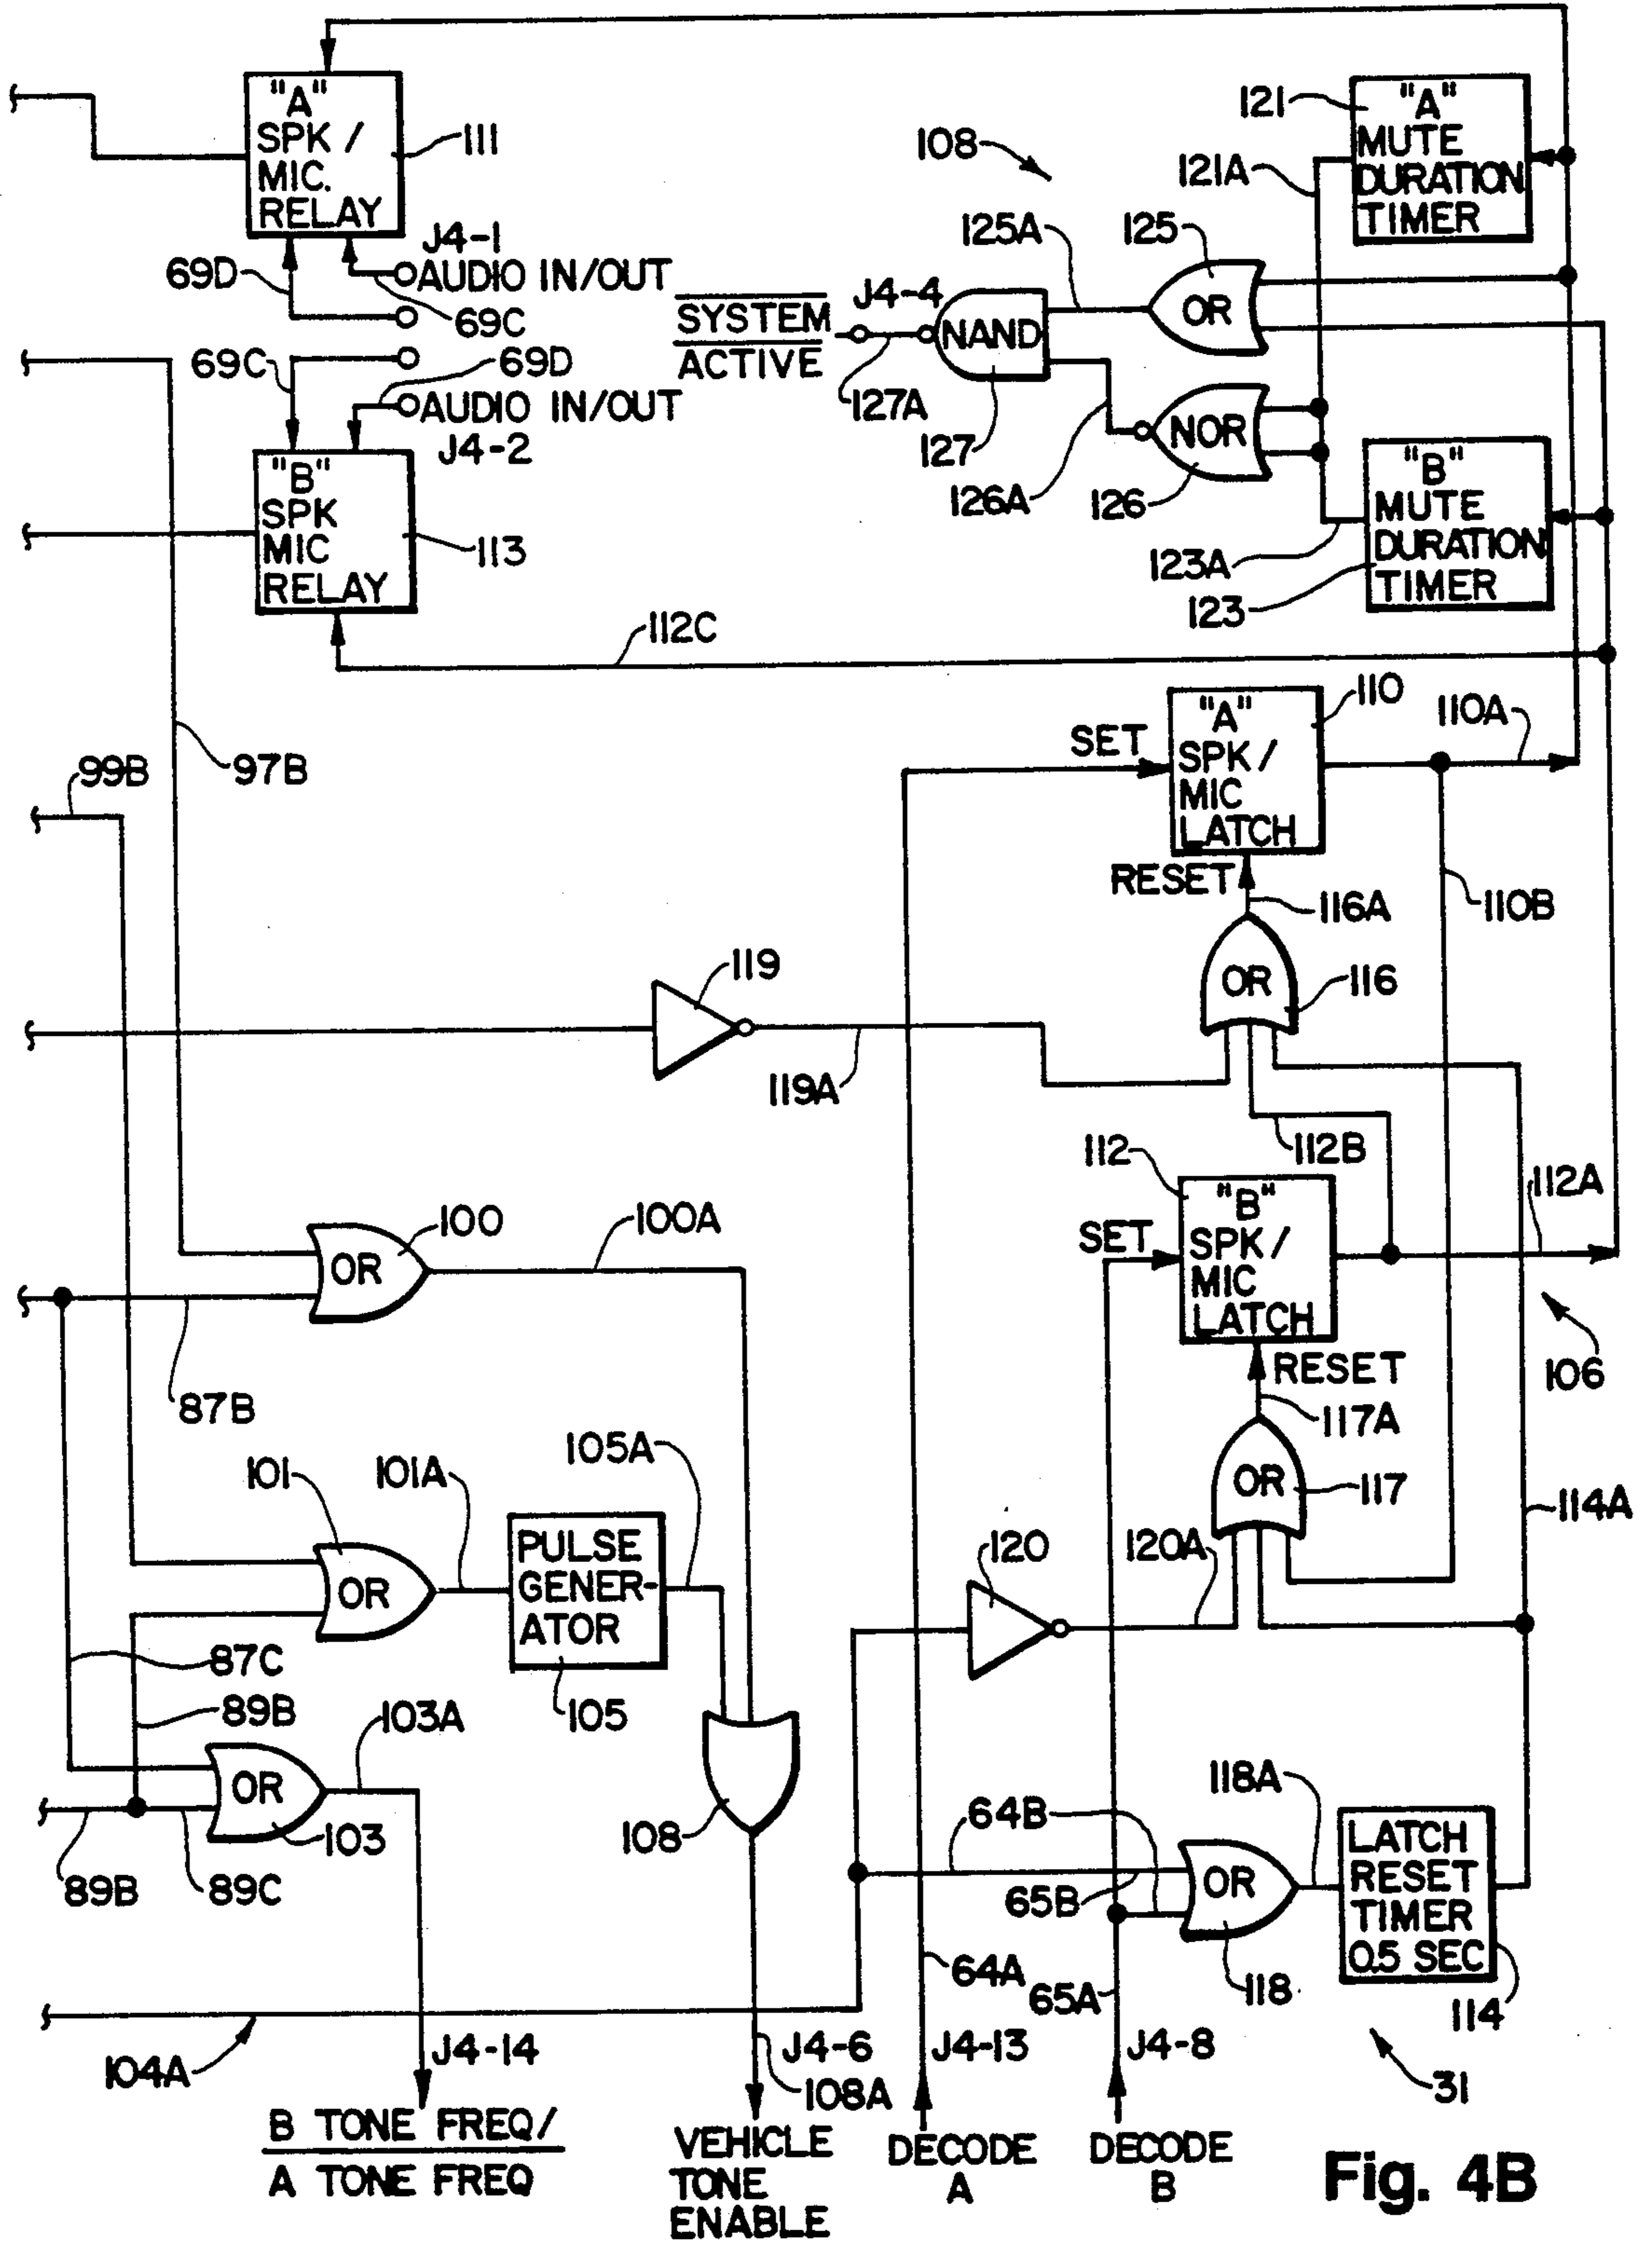 "A"
SPK /
MIC.
RELAY
111
J4-1
AUDIO IN/OUT
69D
69C
69C
69D
AUDIO IN/OUT
J4-2
"B"
SPK
MIC
RELAY
113
112C
108
121
121A
"A"
MUTE
DURATION
TIMER
125A
125
OR
J4-4
SYSTEM
ACTIVE
NAND
127A
127
NOR
126A
126
"B"
MUTE
DURATION
TIMER
123A
123
97B
99B
"A"
SPK /
MIC
LATCH
110
110A
SET
RESET
116A
110B
OR
116
119
119A
112B
112
"B"
SPK /
MIC
LATCH
112A
SET
RESET
106
117A
OR
117
114A
120
120A
OR
100
100A
87B
101
101A
105A
OR
PULSE
GENER-
ATOR
105
87C
89B
103A
OR
103
89B
89C
108
64B
65B
118A
OR
118
LATCH
RESET
TIMER
0.5 SEC
114
64A
65A
31
104A
J4-14
J4-6
108A
J4-13
J4-8
B TONE FREQ/
A TONE FREQ
VEHICLE
TONE
ENABLE
DECODE
A
DECODE
B
Fig. 4B